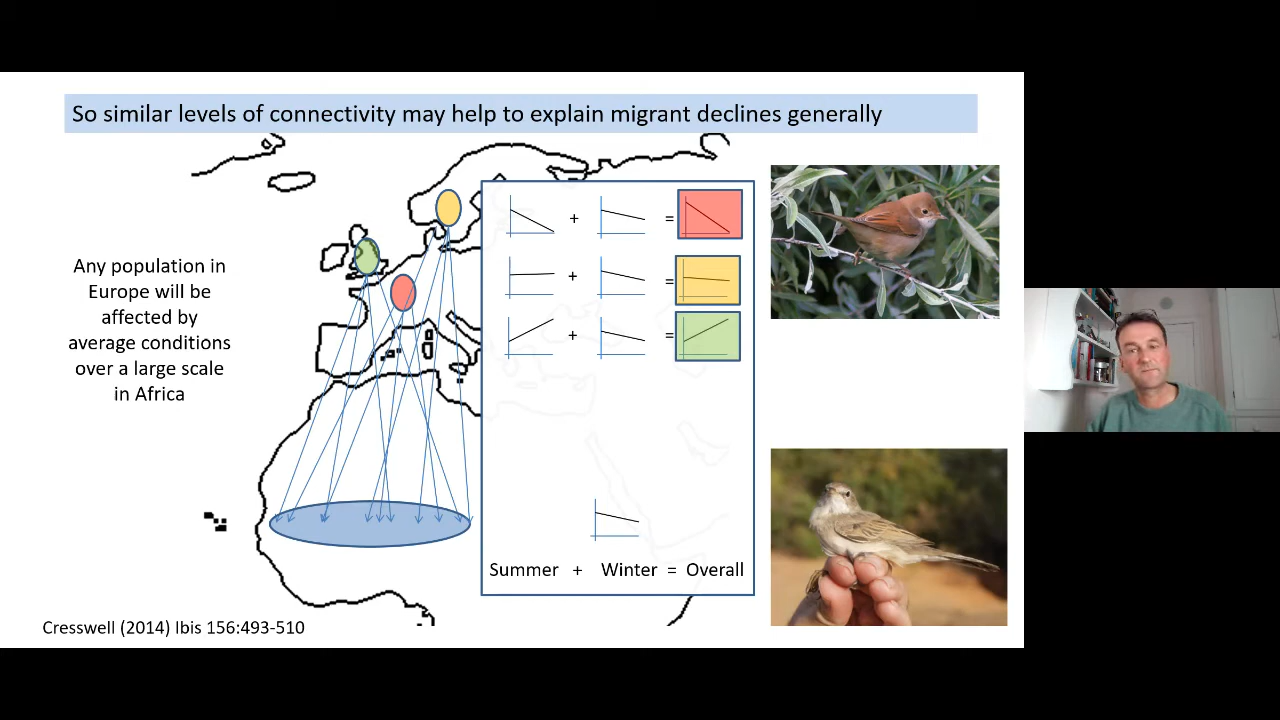 So similar levels of connectivity may help to explain migrant declines generally
Any population in
Europe will be
affected by
average conditions
over a large scale
in Africa
+ =
+ =
+ =
Summer + Winter = Overall
Cresswell (2014) Ibis 156:493-510